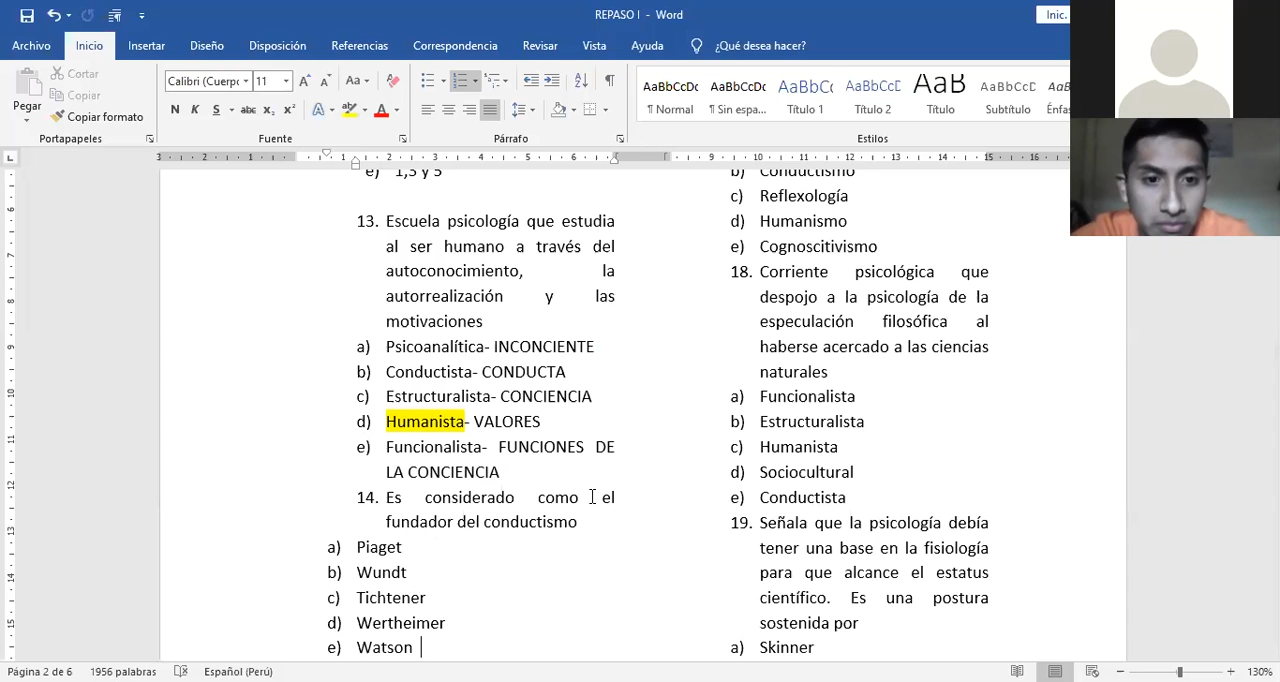 REPASO I - Word
Inic.
Archivo Inicio Insertar Diseño Disposición Referencias Correspondencia Revisar Vista Ayuda ¿Qué desea hacer?
Pegar
Cortar
Copiar
Copiar formato
Portapapeles
Calibri (Cuerpo 11
N K S abc x₂ x²
Fuente
Párrafo
AaBbCcDc AaBbCcDc AaBbCc AaBbCcD AaB AaBbCcD
¶ Normal ¶ Sin espa... Título 1 Título 2 Título Subtítulo Énfas
Estilos
e) 1,3 y 5
13. Escuela psicología que estudia
al ser humano a través del
autoconocimiento, la
autorrealización y las
motivaciones
a) Psicoanalítica- INCONCIENTE
b) Conductista- CONDUCTA
c) Estructuralista- CONCIENCIA
d) Humanista- VALORES
e) Funcionalista- FUNCIONES DE
LA CONCIENCIA
14. Es considerado como el
fundador del conductismo
a) Piaget
b) Wundt
c) Tichtener
d) Wertheimer
e) Watson
b) Conductismo
c) Reflexología
d) Humanismo
e) Cognoscitivismo
18. Corriente psicológica que
despojo a la psicología de la
especulación filosófica al
haberse acercado a las ciencias
naturales
a) Funcionalista
b) Estructuralista
c) Humanista
d) Sociocultural
e) Conductista
19. Señala que la psicología debía
tener una base en la fisiología
para que alcance el estatus
científico. Es una postura
sostenida por
a) Skinner
Página 2 de 6 1956 palabras Español (Perú) 130%